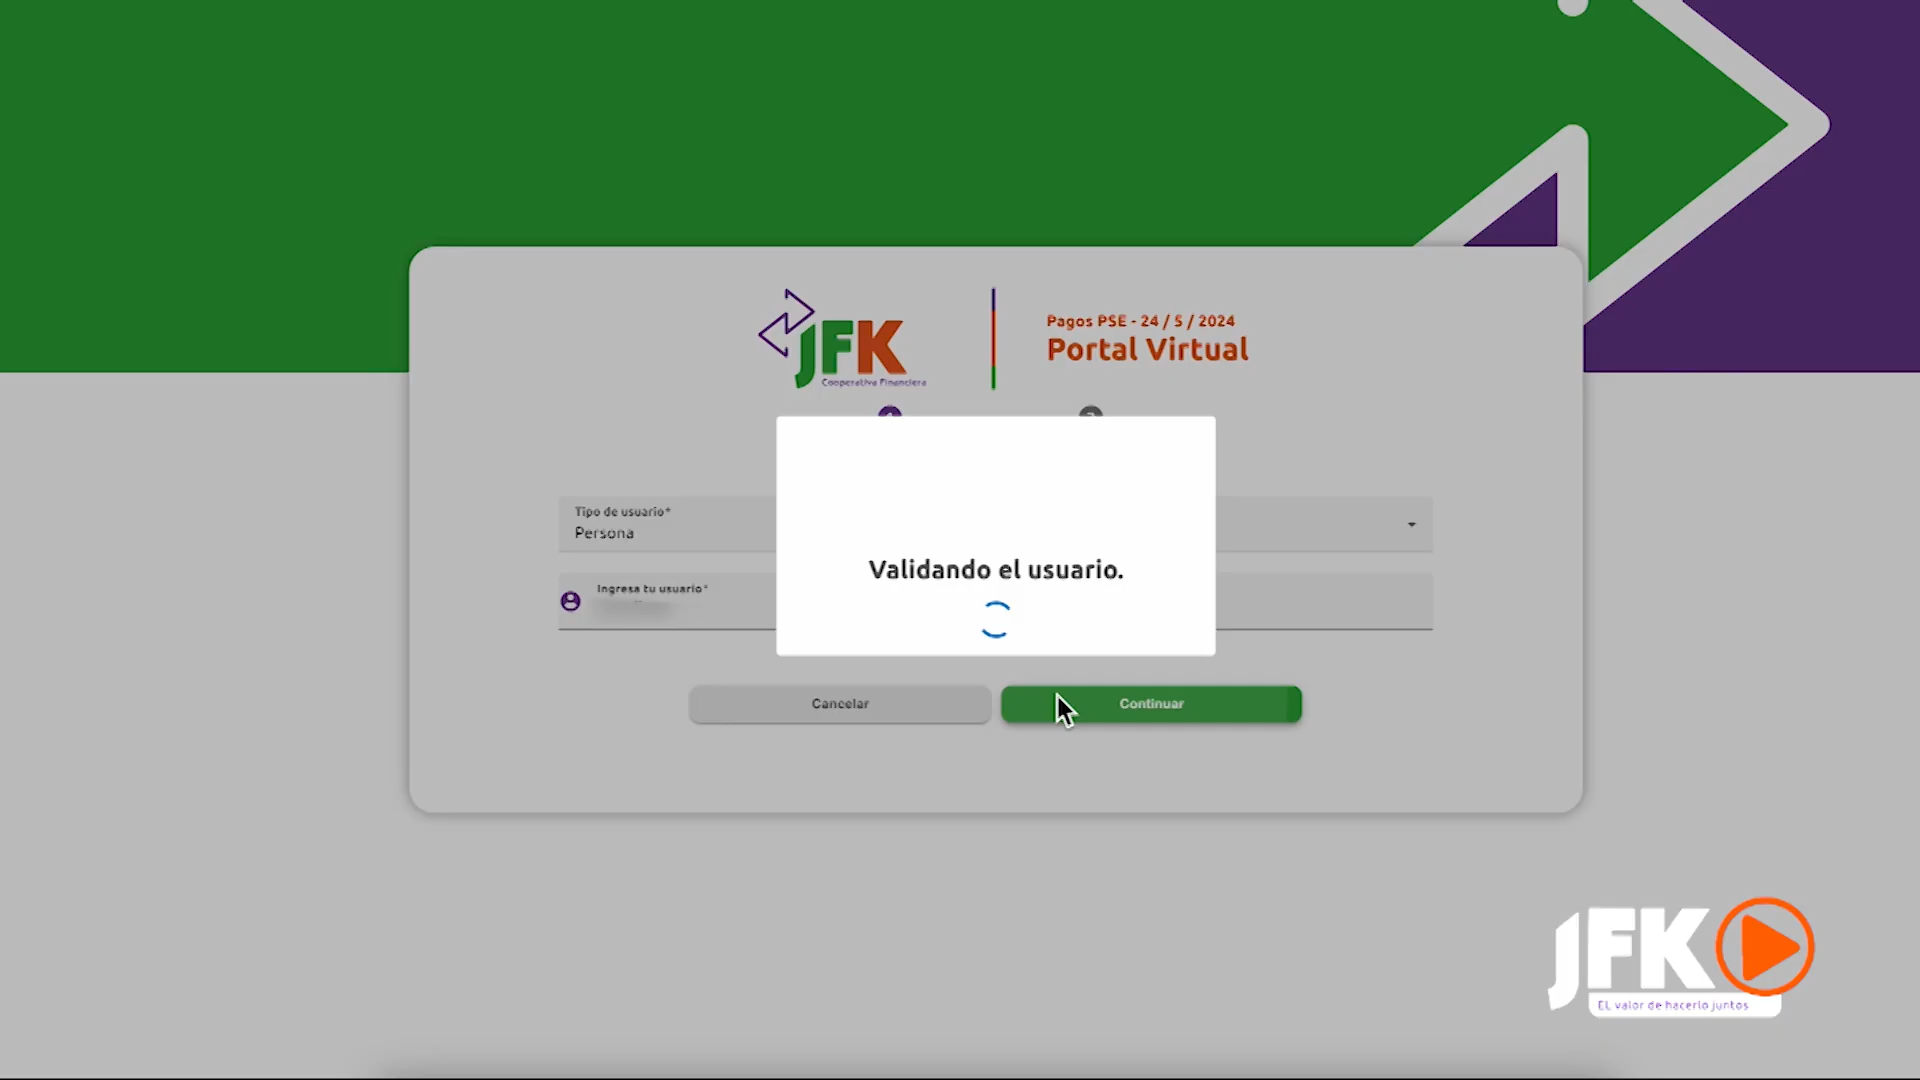 JFK
Cooperativa Financiera
Pagos PSE - 24 / 5 / 2024
Portal Virtual
Tipo de usuario*
Persona
Validando el usuario.
Ingresa tu usuario*
Cancelar
Continuar
JFK
EL valor de hacerlo juntos